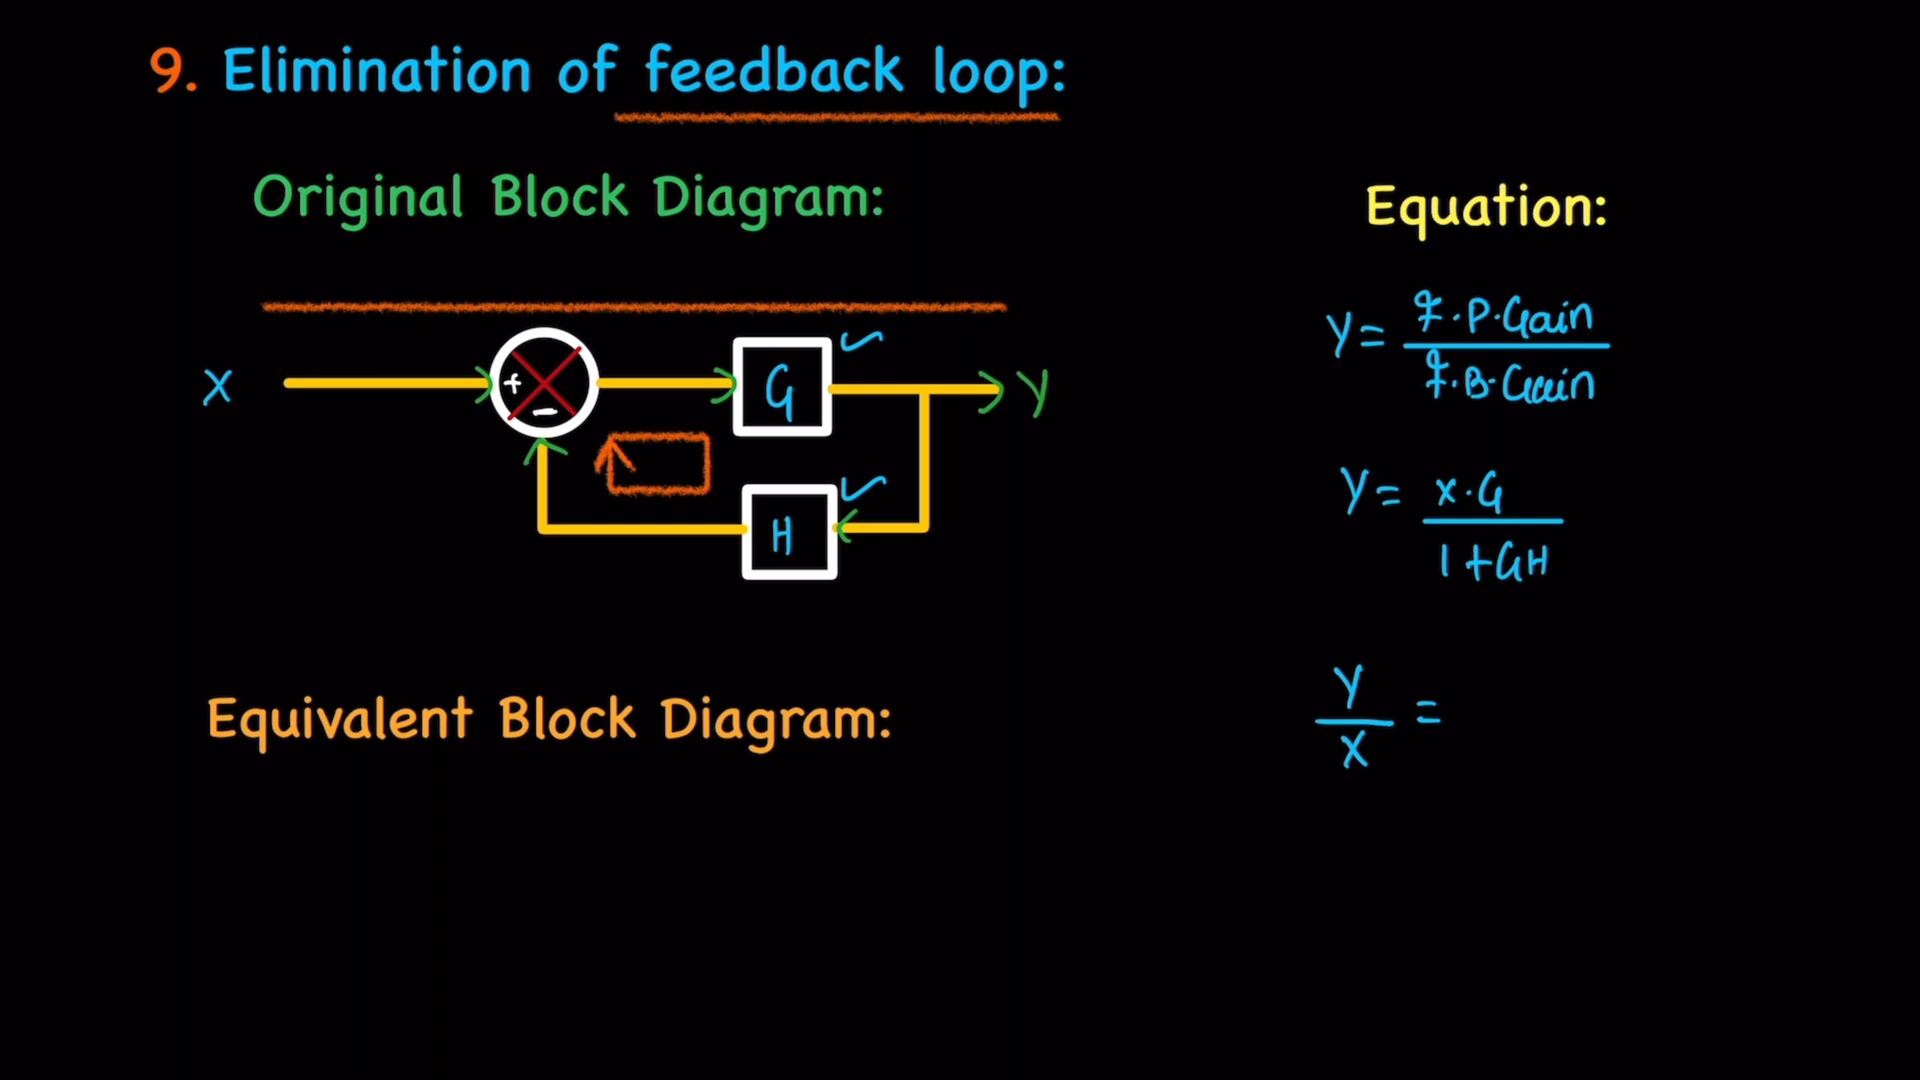 9. Elimination of feedback loop:
Original Block Diagram:
Equation:
X
+
−
G
Y
H
Y = F.P.Gain
F.B.Gain
Y = X.G
1 + GH
Y
X =
Equivalent Block Diagram: